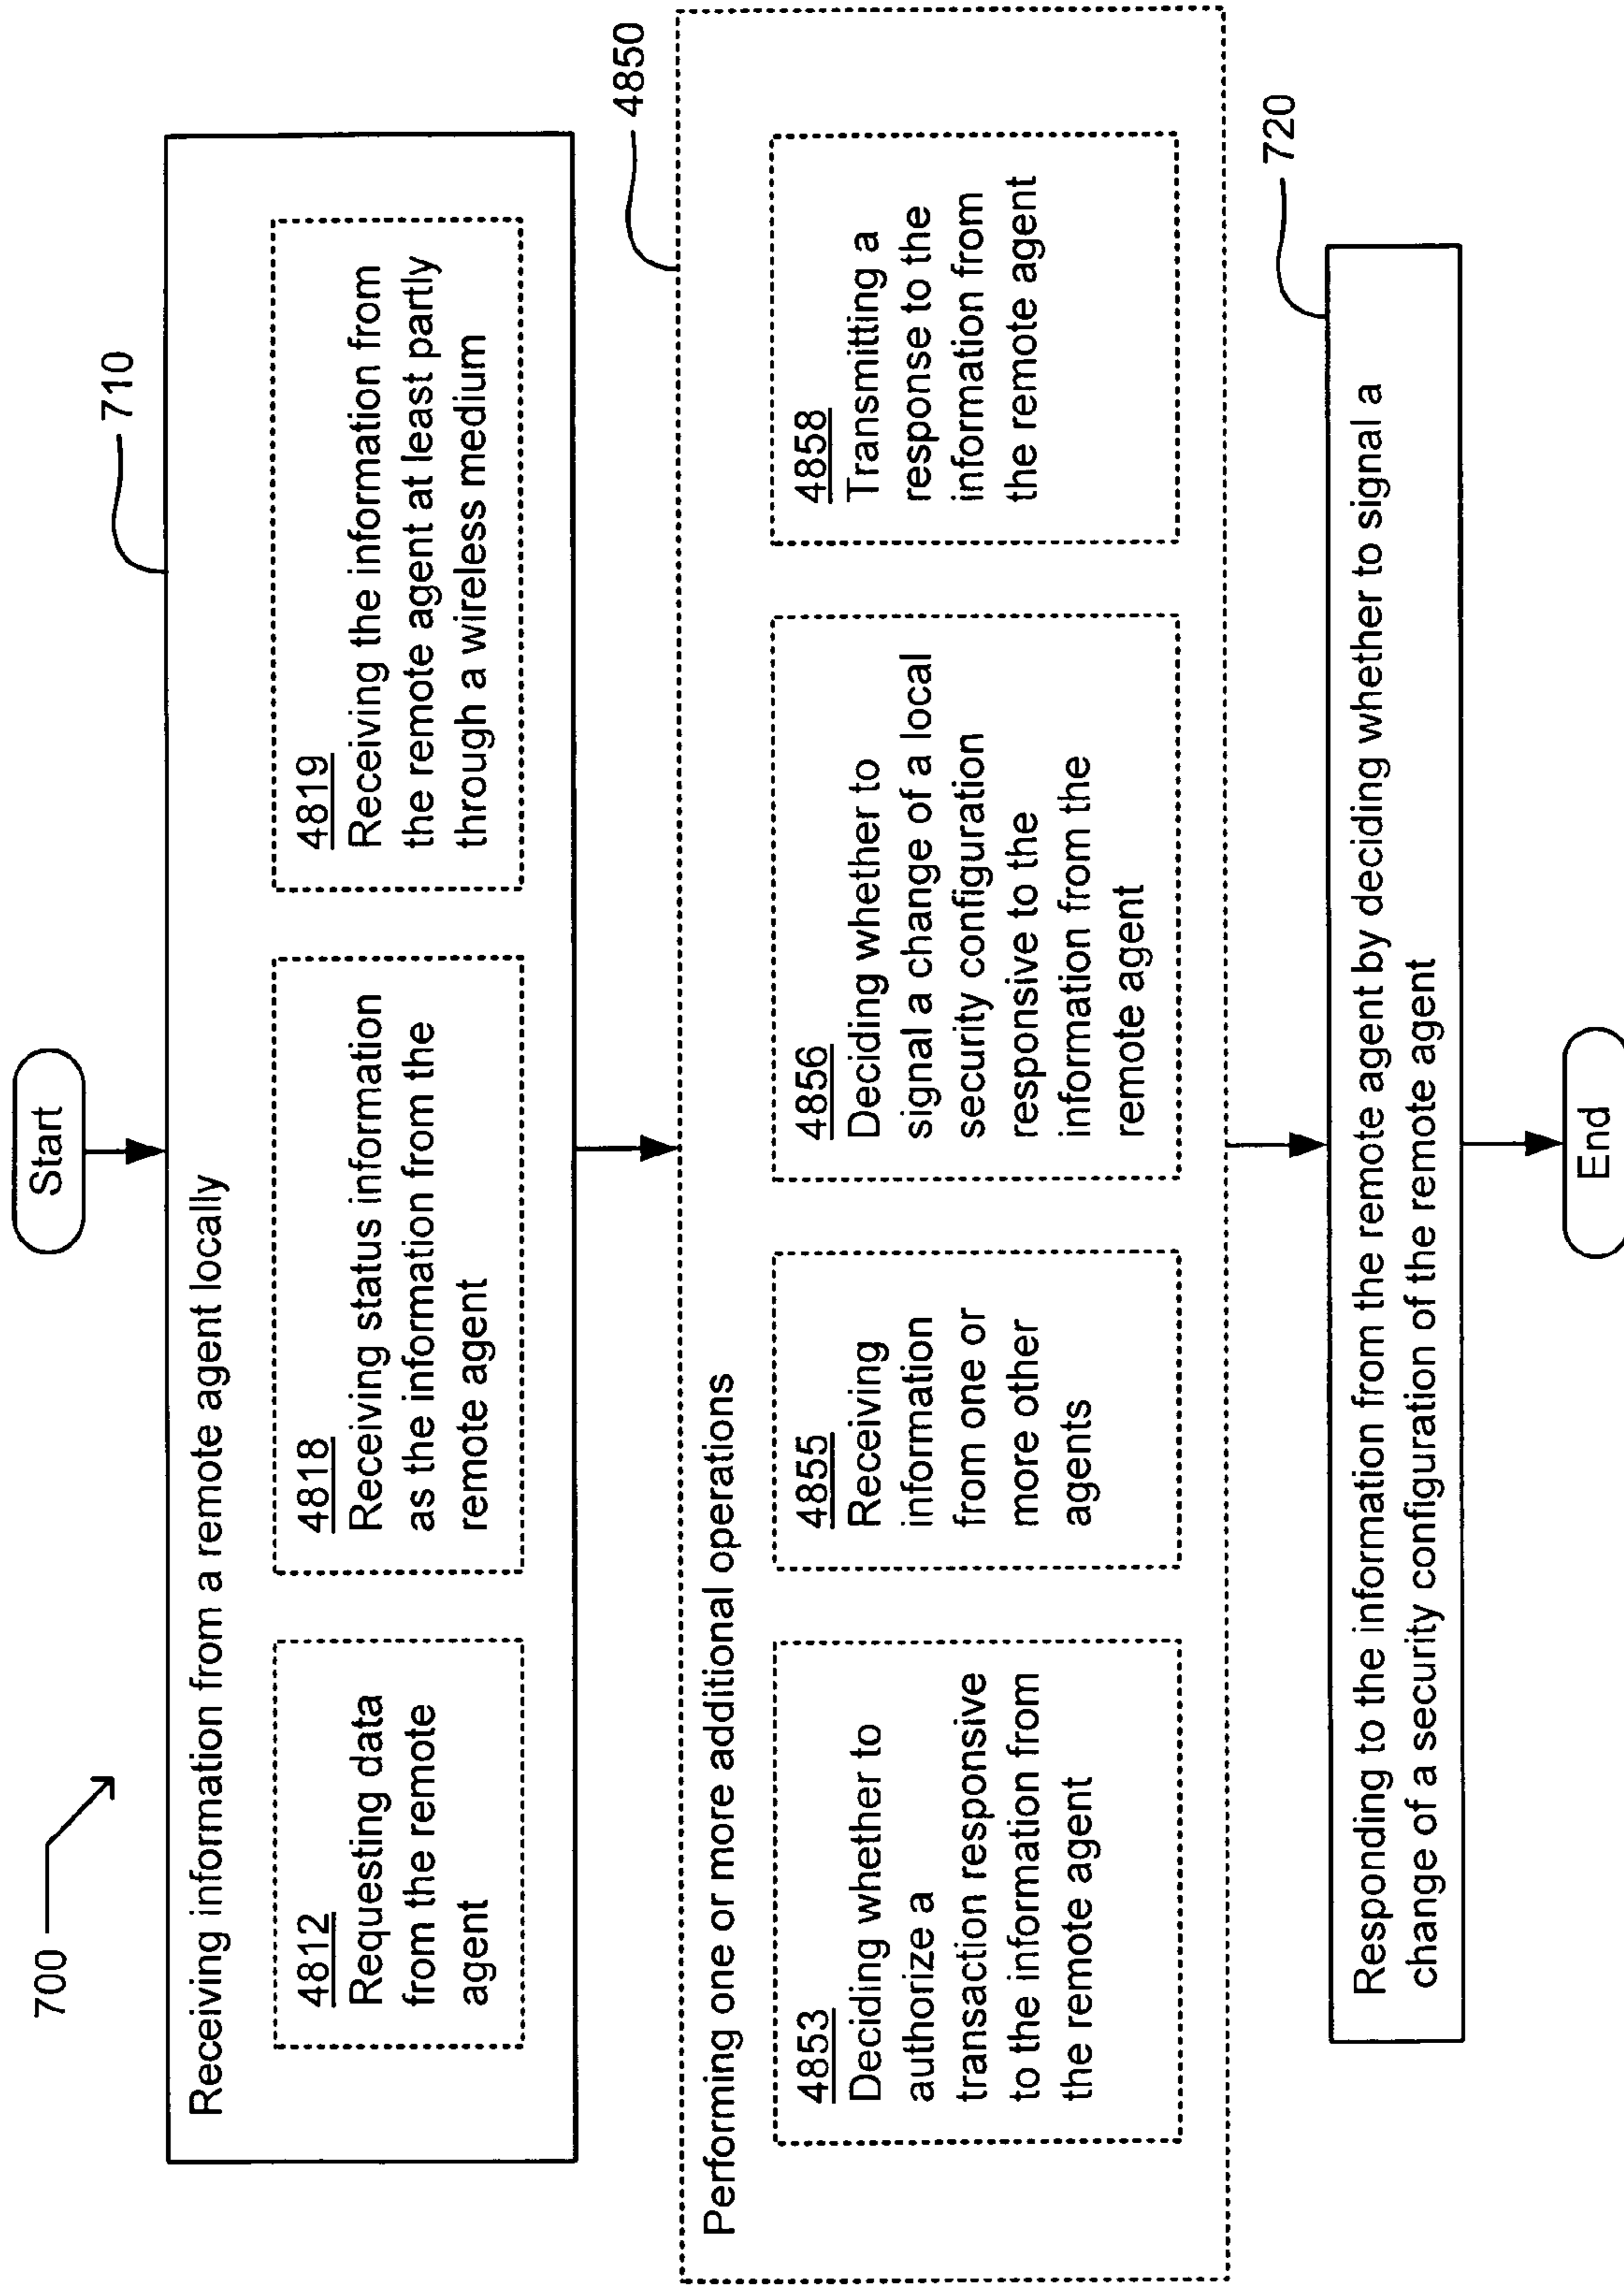 700
Start
710
Receiving information from a remote agent locally
4812
Requesting data
from the remote
agent
4818
Receiving status information
as the information from the
remote agent
4819
Receiving the information from
the remote agent at least partly
through a wireless medium
4850
Performing one or more additional operations
4853
Deciding whether to
authorize a
transaction responsive
to the information from
the remote agent
4855
Receiving
information
from one or
more other
agents
4856
Deciding whether to
signal a change of a local
security configuration
responsive to the
information from the
remote agent
4858
Transmitting a
response to the
information from
the remote agent
720
Responding to the information from the remote agent by deciding whether to signal a
change of a security configuration of the remote agent
End